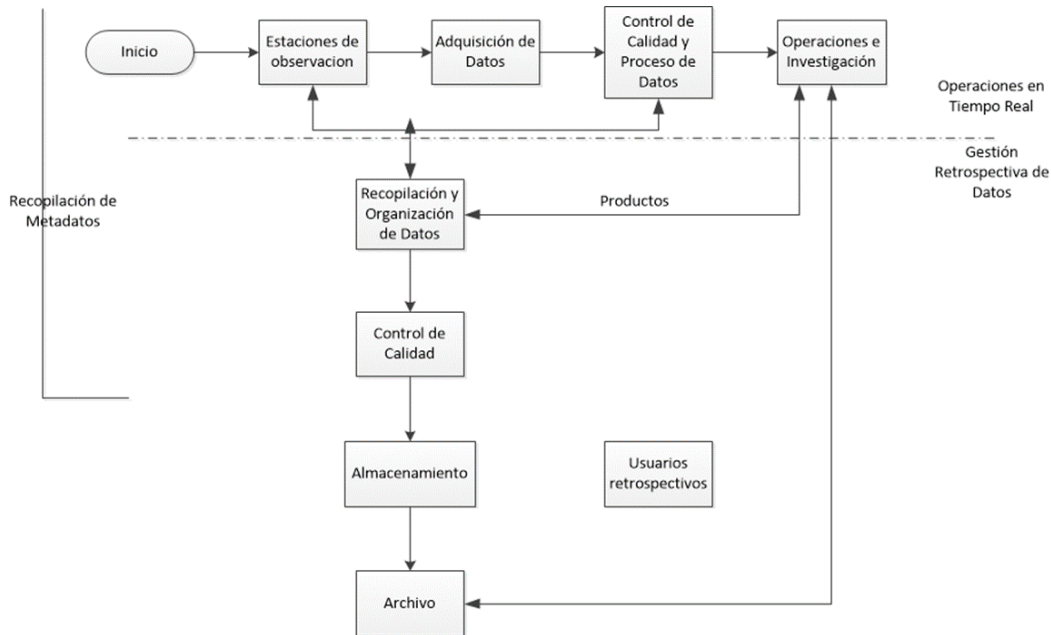 Inicio
Estaciones de
observacion
Adquisición de
Datos
Control de
Calidad y
Proceso de
Datos
Operaciones e
Investigación
Operaciones en
Tiempo Real
Gestión
Retrospectiva de
Datos
Recopilación de
Metadatos
Recopilación y
Organización
de Datos
Productos
Control de
Calidad
Almacenamiento
Usuarios
retrospectivos
Archivo